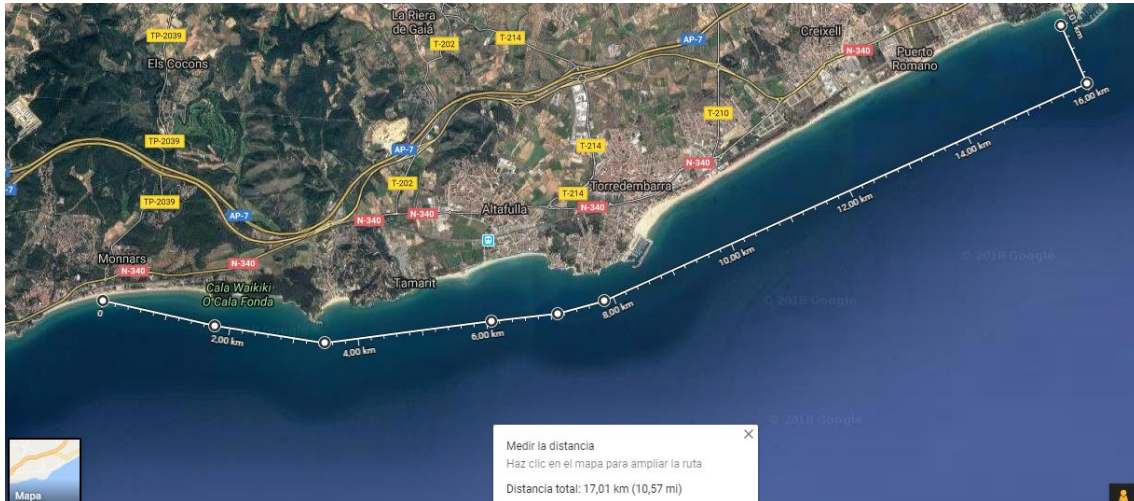 La Riera
de Gaià
TP-2039
T-202
T-214
AP-7
Creixell
N-340
Puerto
Romano
Els Cocons
TP-2039
T-210
AP-7
T-214
T-202
N-340
TP-2039
T-214
Torredembarra
AP-7
N-340
N-340
Altafulla
N-340
Monnars
N-340
N-340
Cala Waikiki
O Cala Fonda
Tamarit
0
2,00 km
4,00 km
6,00 km
8,00 km
10,00 km
12,00 km
14,00 km
16,00 km
© 2018 Google
© 2018 Google
© 2018 Google
Mapa
Medir la distancia
Haz clic en el mapa para ampliar la ruta
Distancia total: 17,01 km (10,57 mi)